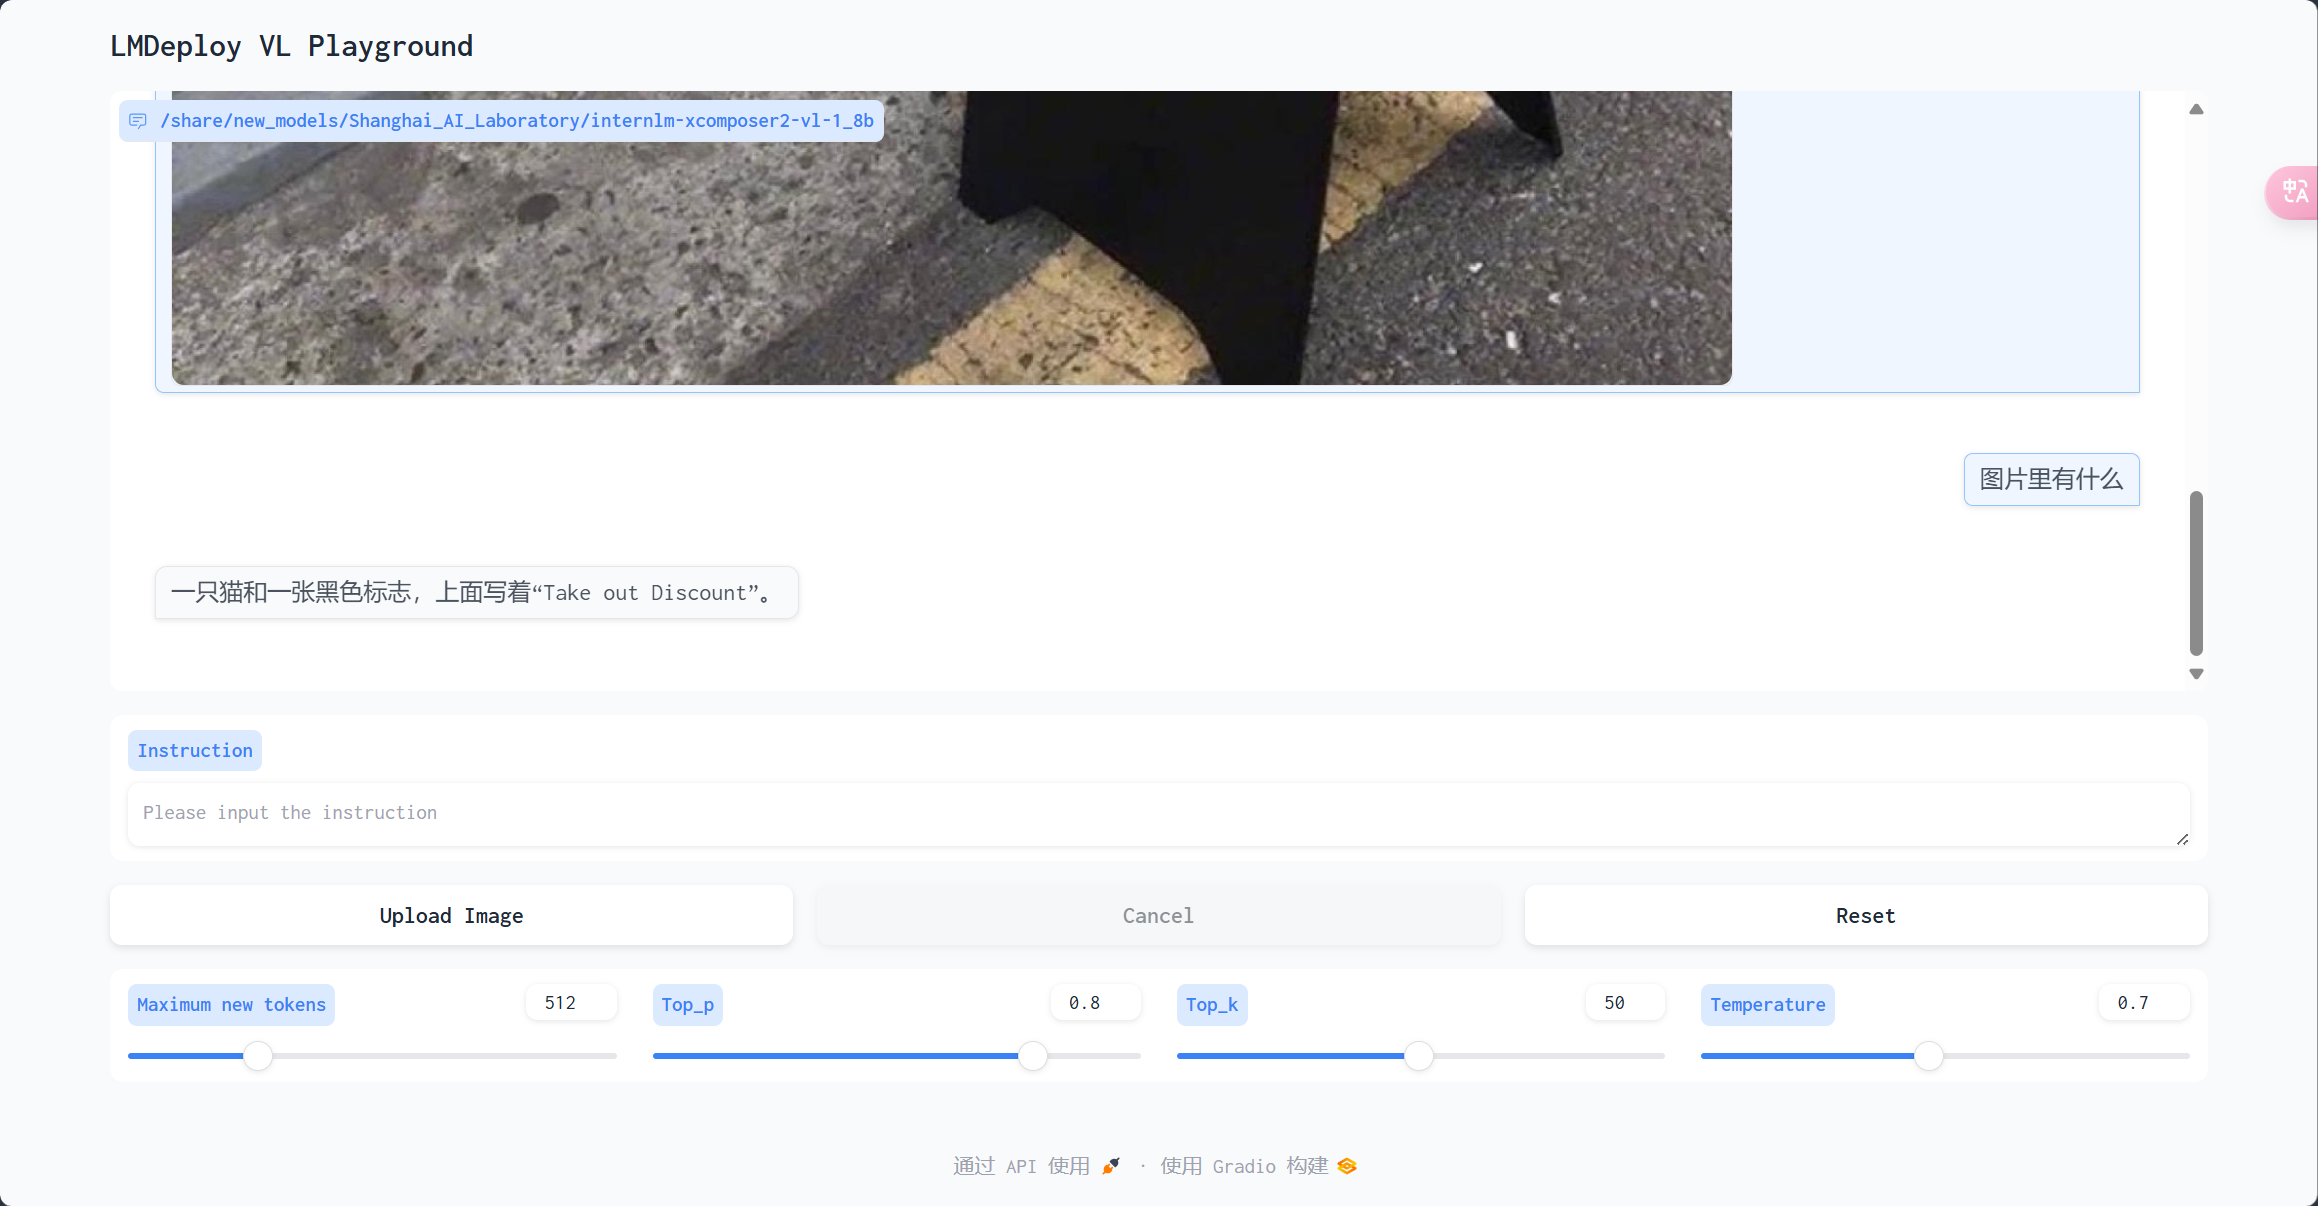 LMDeploy VL Playground
/share/new_models/Shanghai_AI_Laboratory/internlm-xcomposer2-vl-1_8b
中A
图片里有什么
一只猫和一张黑色标志，上面写着“Take out Discount”。
Instruction
Please input the instruction
Upload Image
Cancel
Reset
Maximum new tokens
512
Top_p
0.8
Top_k
50
Temperature
0.7
通过 API 使用 · 使用 Gradio 构建